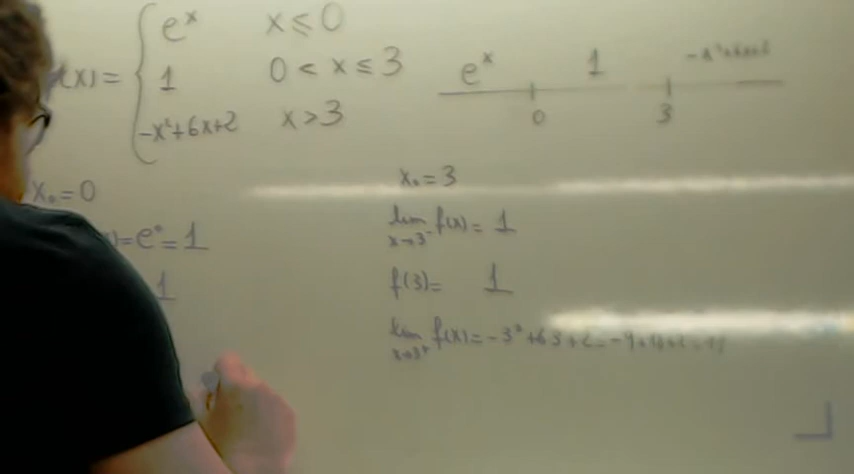 e^x x ≤ 0
f(x) = 1 0 < x ≤ 3
-x²+6x+2 x > 3
e^x 1 -x²+6x+2
0 3
x₀ = 0
= e⁰ = 1
1
x₀ = 3
lim x→3⁻ f(x) = 1
f(3) = 1
lim x→3⁺ f(x) = -3²+6·3+2 = -9+18+2 = 11